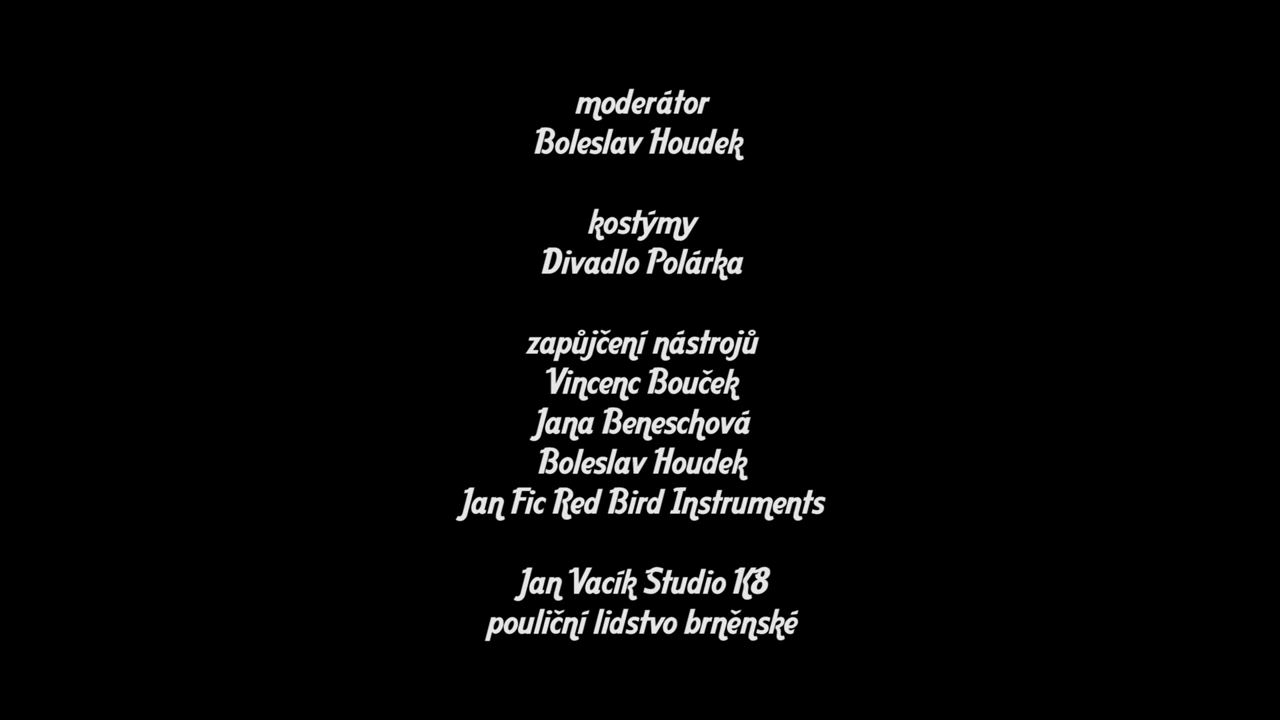 moderátor
Boleslav Houdek
kostýmy
Divadlo Polárka
zapůjčení nástrojů
Vincenc Bouček
Jana Beneschová
Boleslav Houdek
Jan Fic Red Bird Instruments
Jan Vacík Studio K8
pouliční lidstvo brněnské